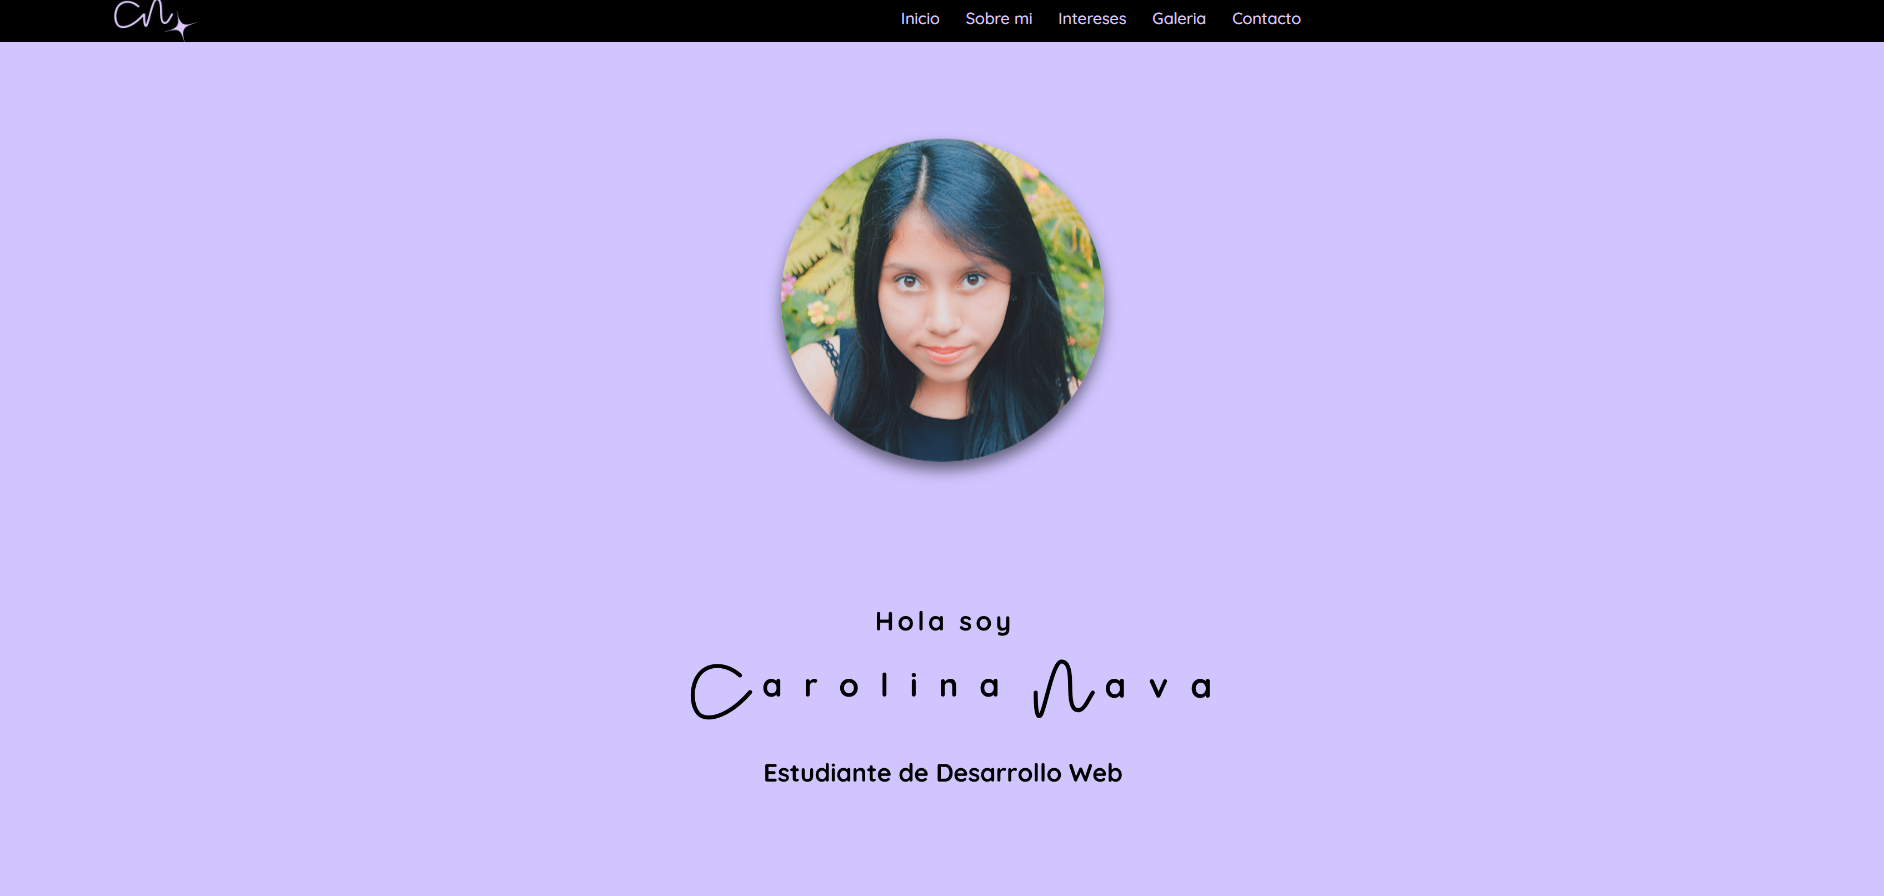 CN
Inicio Sobre mi Intereses Galeria Contacto
Hola soy
Carolina Nava
Estudiante de Desarrollo Web